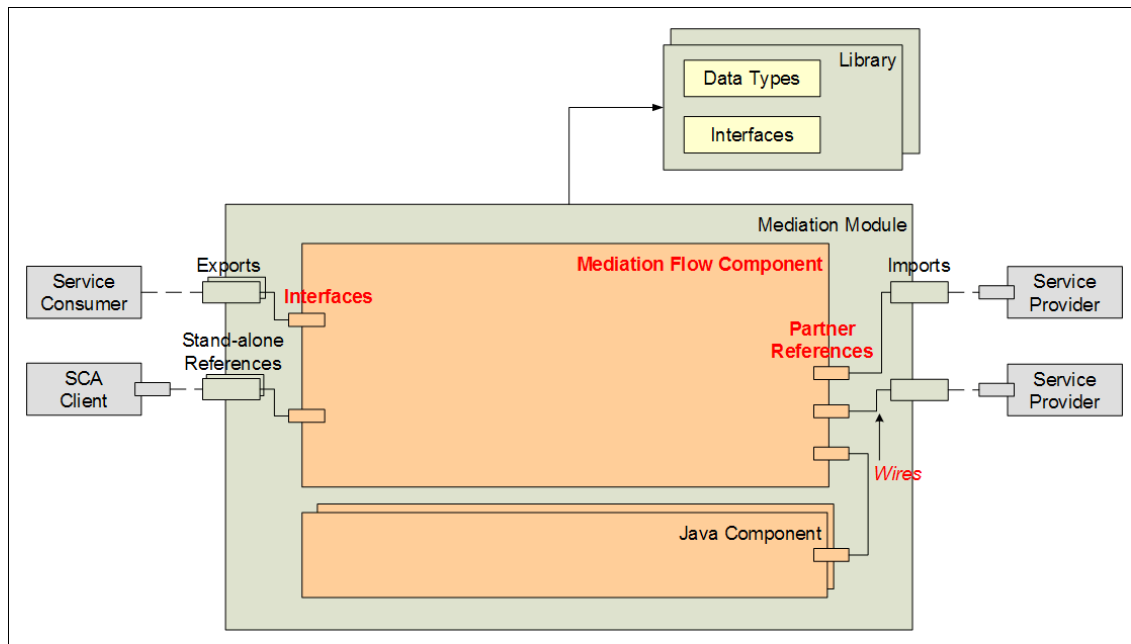 Library
Data Types
Interfaces
Mediation Module
Exports
Mediation Flow Component
Imports
Service
Consumer
Interfaces
Service
Provider
Stand-alone
References
Partner
References
SCA
Client
Service
Provider
Wires
Java Component